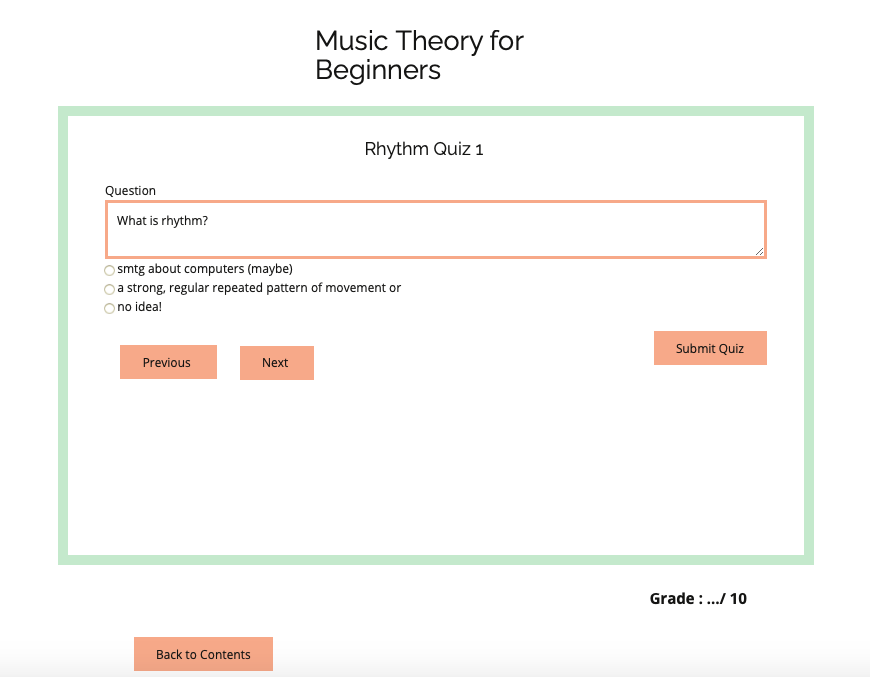 Music Theory for
Beginners
Rhythm Quiz 1
Question
What is rhythm?
smtg about computers (maybe)
a strong, regular repeated pattern of movement or
no idea!
Previous
Next
Submit Quiz
Grade : .../ 10
Back to Contents